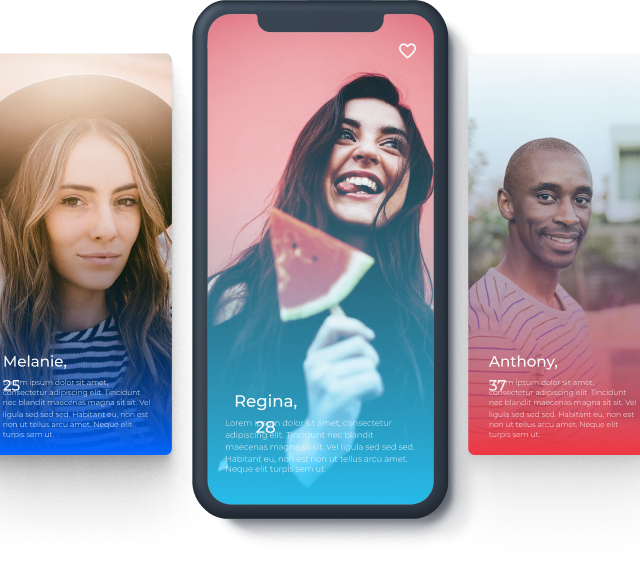 Melanie,
25
Lorem ipsum dolor sit amet,
consectetur adipiscing elit. Tincidunt
nec blandit maecenas mauris sit sit. Vel
ligula sed sed sed. Habitant eu, non est
non ut tellus arcu amet. Neque elit
turpis sem ut.
Regina,
28
Lorem ipsum dolor sit amet, consectetur
adipiscing elit. Tincidunt nec blandit
maecenas mauris sit sit. Vel ligula sed sed sed.
Habitant eu, non est non ut tellus arcu amet.
Neque elit turpis sem ut.
Anthony,
37
Lorem ipsum dolor sit amet,
consectetur adipiscing elit. Tincidunt
nec blandit maecenas mauris sit sit. Vel
ligula sed sed sed. Habitant eu, non est
non ut tellus arcu amet. Neque elit
turpis sem ut.